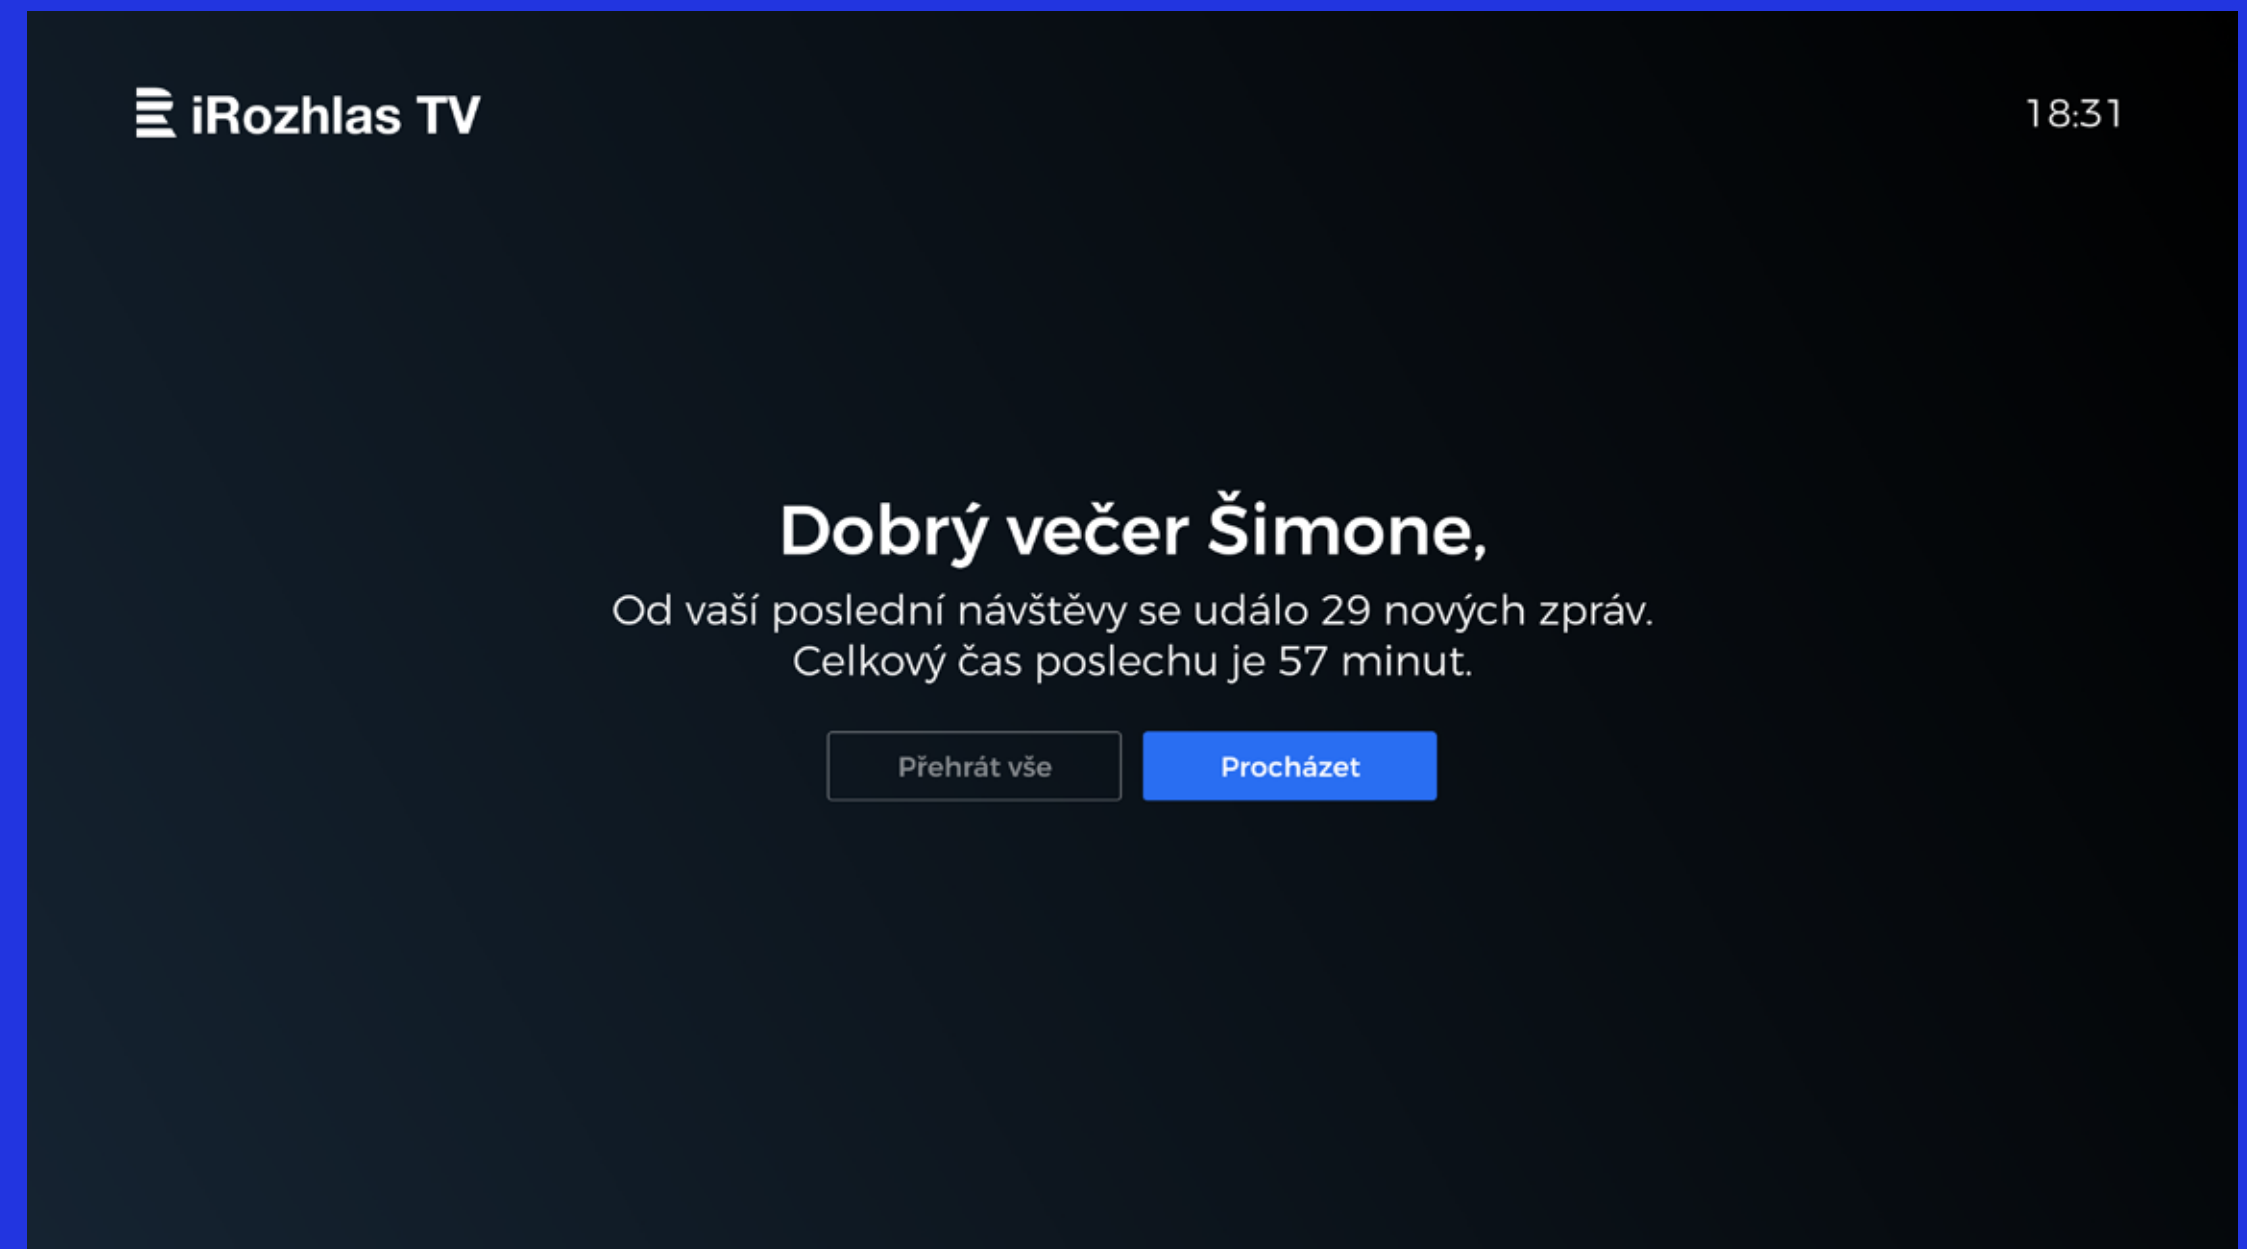 iRozhlas TV
18:31
Dobrý večer Šimone,
Od vaší poslední návštěvy se událo 29 nových zpráv.
Celkový čas poslechu je 57 minut.
Přehrát vše
Procházet